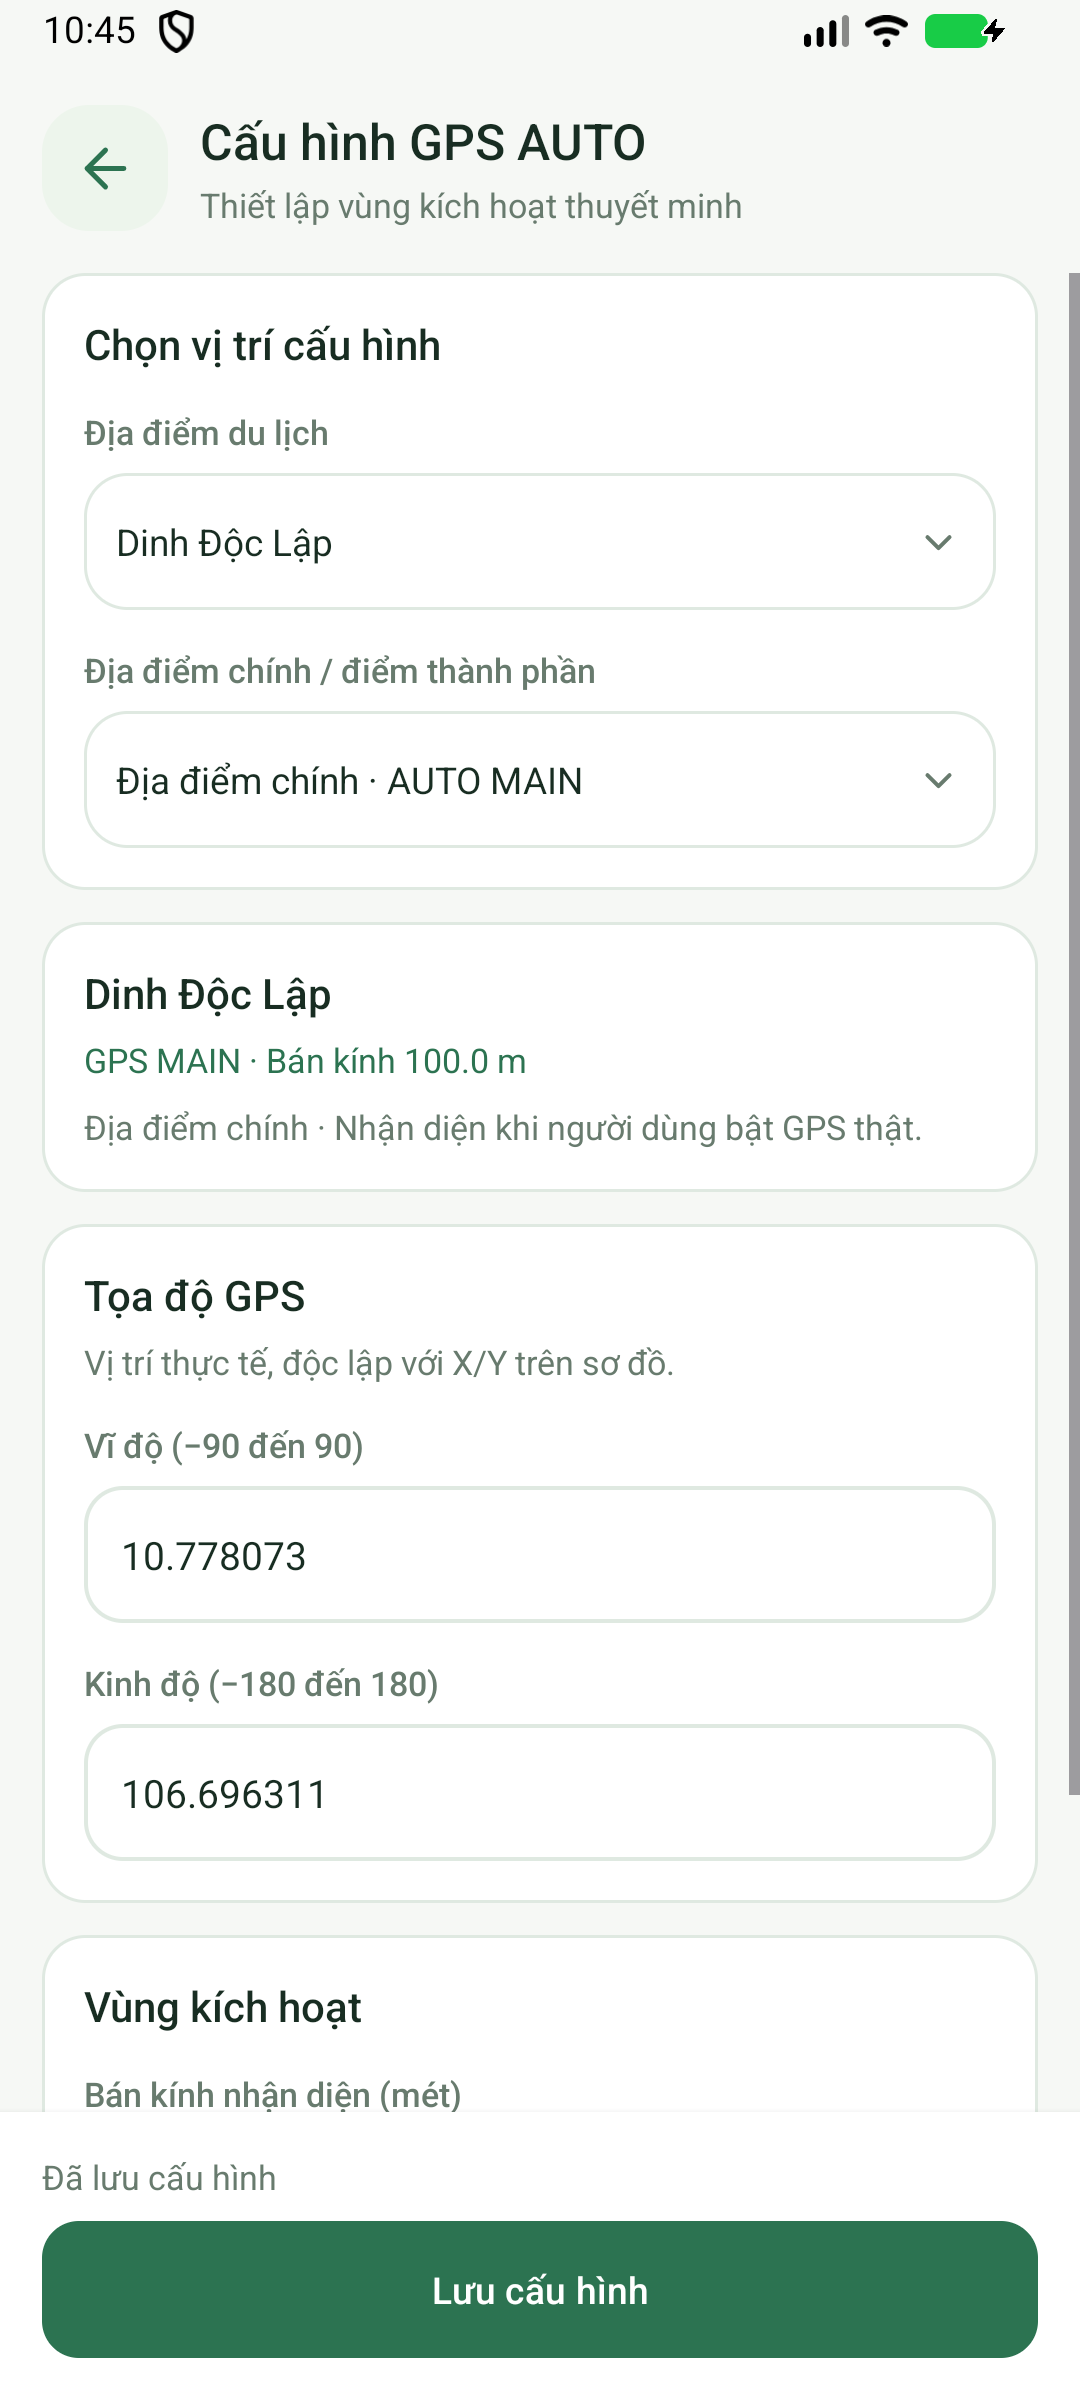 10:45
Cấu hình GPS AUTO
Thiết lập vùng kích hoạt thuyết minh
Chọn vị trí cấu hình
Địa điểm du lịch
Dinh Độc Lập
Địa điểm chính / điểm thành phần
Địa điểm chính · AUTO MAIN
Dinh Độc Lập
GPS MAIN · Bán kính 100.0 m
Địa điểm chính · Nhận diện khi người dùng bật GPS thật.
Tọa độ GPS
Vị trí thực tế, độc lập với X/Y trên sơ đồ.
Vĩ độ (−90 đến 90)
10.778073
Kinh độ (−180 đến 180)
106.696311
Vùng kích hoạt
Bán kính nhận diện (mét)
Đã lưu cấu hình
Lưu cấu hình